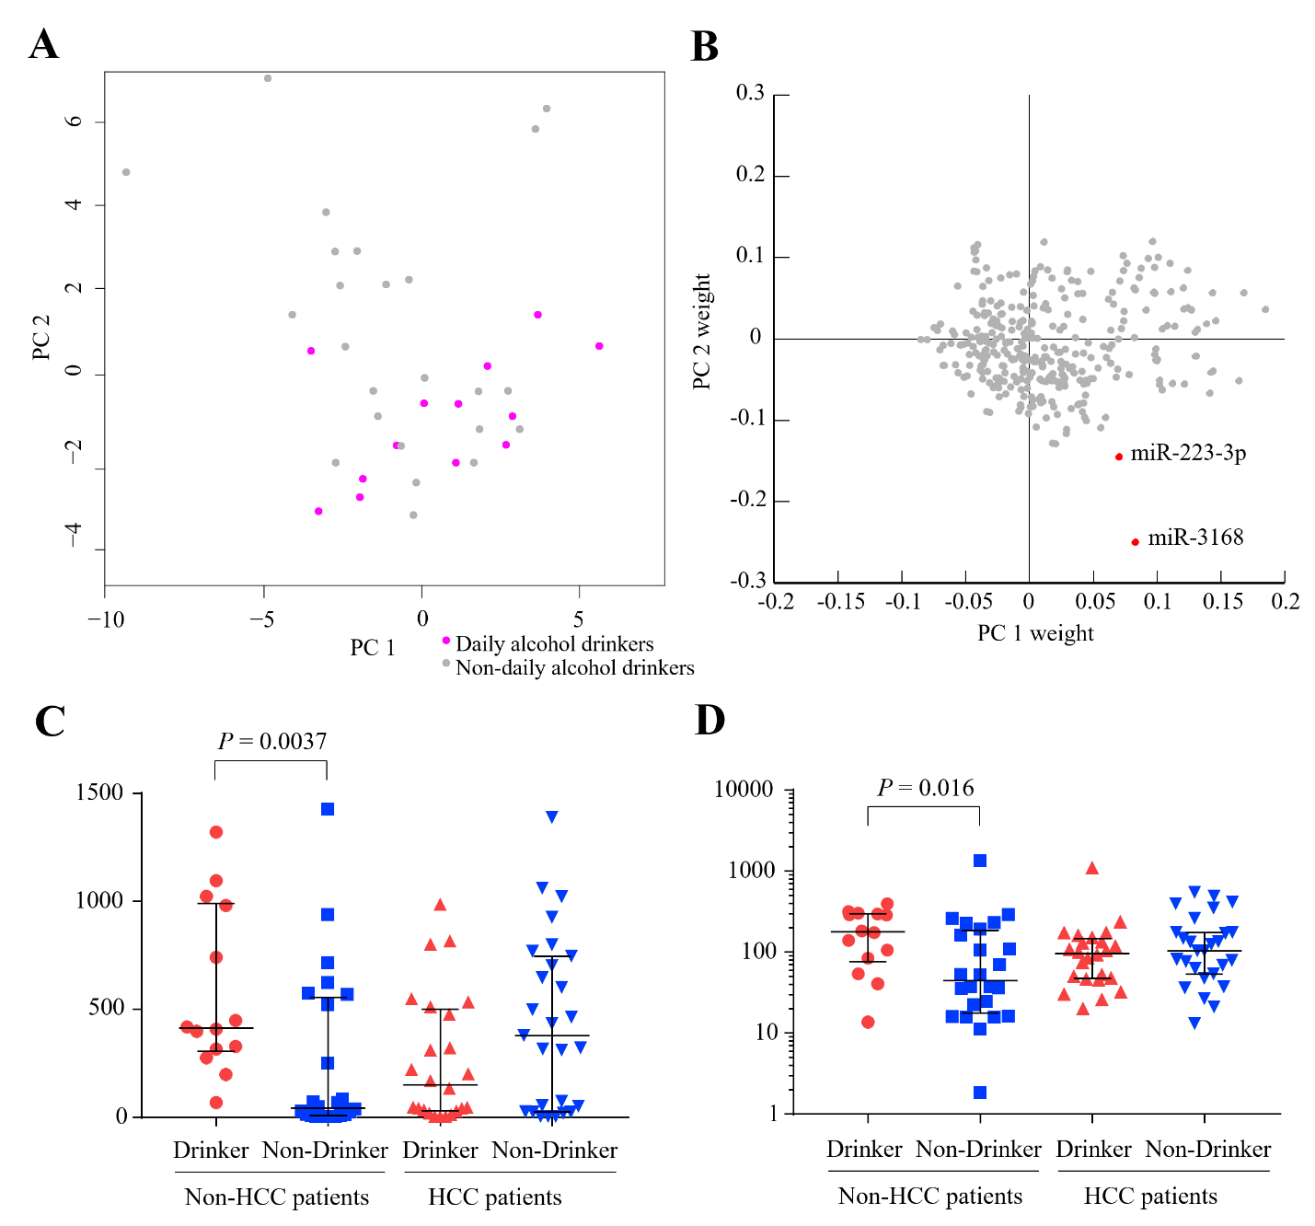 A
6
4
2
0
−2
−4
PC 2
−10
−5
0
5
PC 1
Daily alcohol drinkers
Non-daily alcohol drinkers
B
0.3
0.2
0.1
0
-0.1
-0.2
-0.3
PC 2 weight
miR-223-3p
miR-3168
-0.2
-0.15
-0.1
-0.05
0
0.05
0.1
0.15
0.2
PC 1 weight
C
P = 0.0037
1500
1000
500
0
Drinker
Non-Drinker
Drinker
Non-Drinker
Non-HCC patients
HCC patients
D
P = 0.016
10000
1000
100
10
1
Drinker
Non-Drinker
Drinker
Non-Drinker
Non-HCC patients
HCC patients